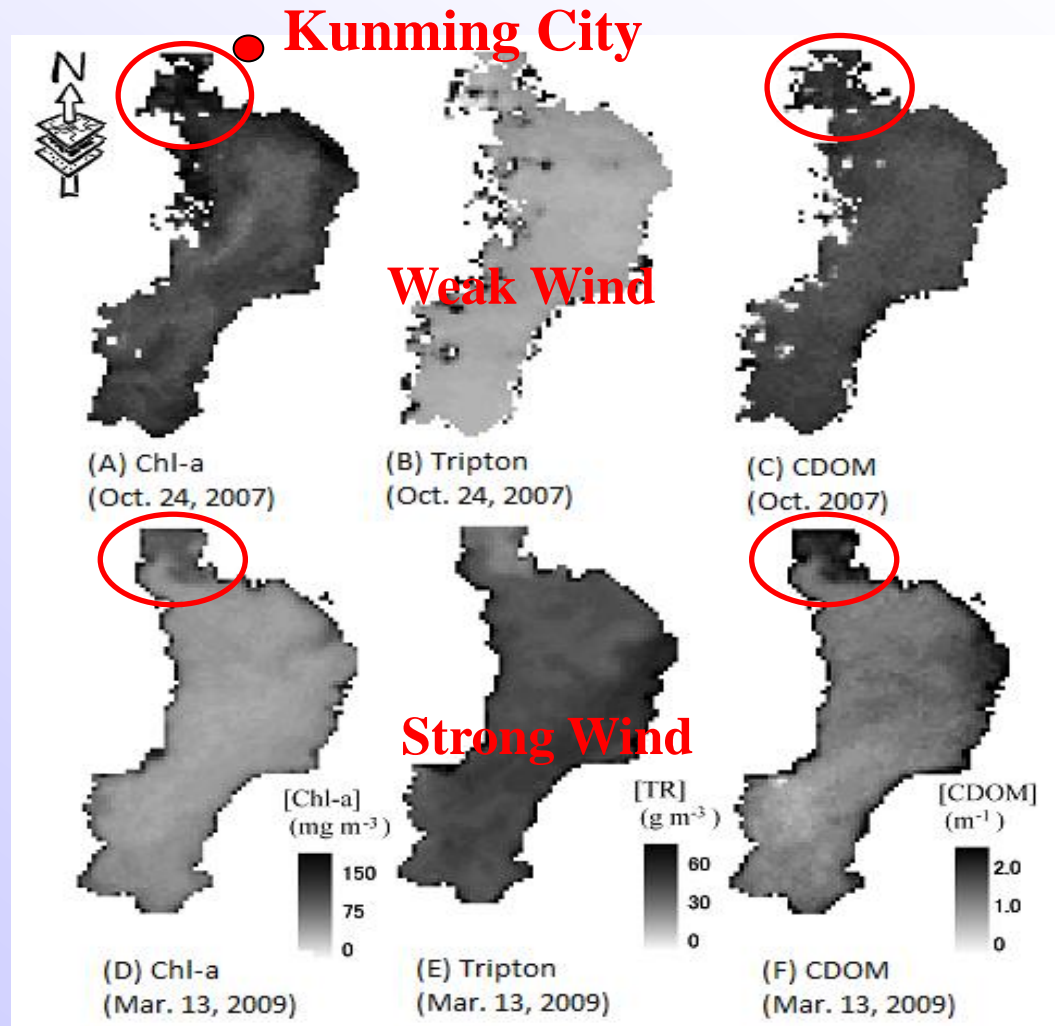 Kunming City
N
Weak Wind
(A) Chl-a
(Oct. 24, 2007)
(B) Tripton
(Oct. 24, 2007)
(C) CDOM
(Oct. 2007)
Strong Wind
[Chl-a]
(mg m-3 )
150
75
0
[TR]
(g m-3 )
60
30
0
[CDOM]
(m-1 )
2.0
1.0
0
(D) Chl-a
(Mar. 13, 2009)
(E) Tripton
(Mar. 13, 2009)
(F) CDOM
(Mar. 13, 2009)